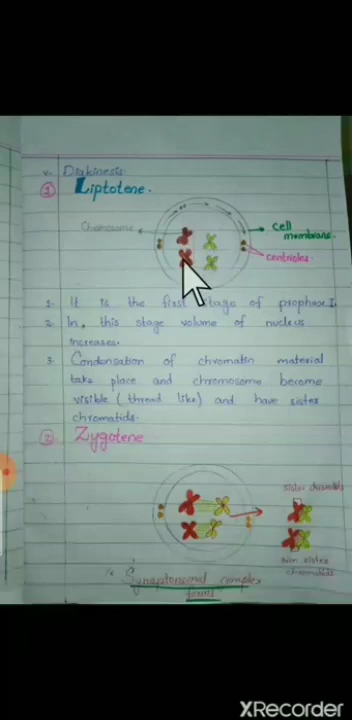 v. Diakinesis.
① Liptotene.
cell
membrane.
centrioles.
1. It is the first stage of prophase I.
2. In, this stage volume of nucleus
increases.
3. Condensation of chromatin material
take place and chromosome become
visible (thread like) and have sister
chromatids.
② Zygotene
sister chromatids
non sister
chromatids
Synaptonemal complex
forms
XRecorder